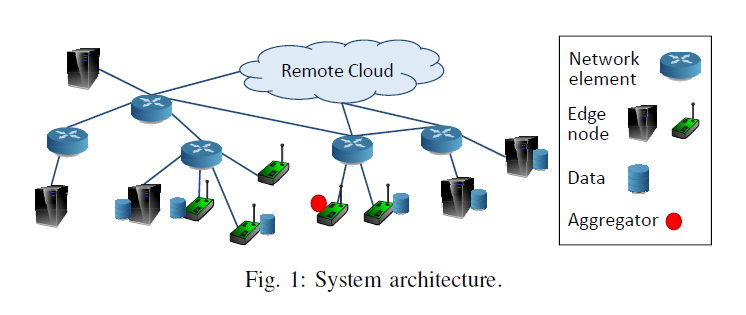 Remote Cloud
Network
element
Edge
node
Data
Aggregator
Fig. 1: System architecture.